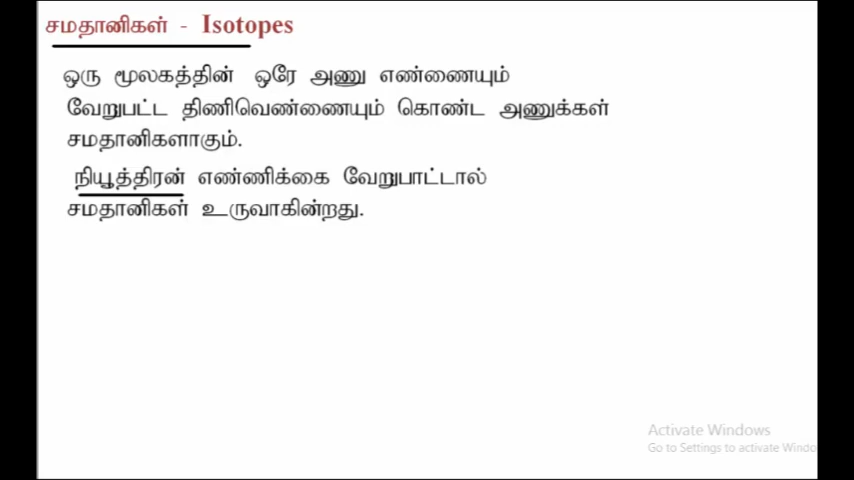 சமதானிகள் - Isotopes
ஒரு மூலகத்தின் ஒரே அணு எண்ணையும்
வேறுபட்ட திணிவெண்ணையும் கொண்ட அணுக்கள்
சமதானிகளாகும்.
நியூத்திரன் எண்ணிக்கை வேறுபாட்டால்
சமதானிகள் உருவாகின்றது.
Activate Windows
Go to Settings to activate Windo